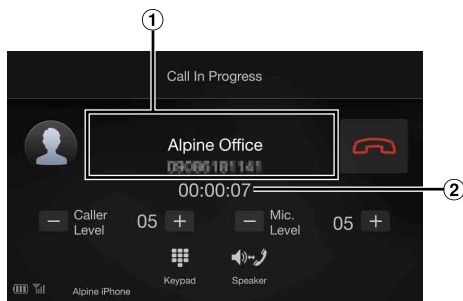 1
Call In Progress
Alpine Office
00:00:07
2
Caller Level
− 05 +
Mic. Level
− 05 +
Keypad
Speaker
Alpine iPhone